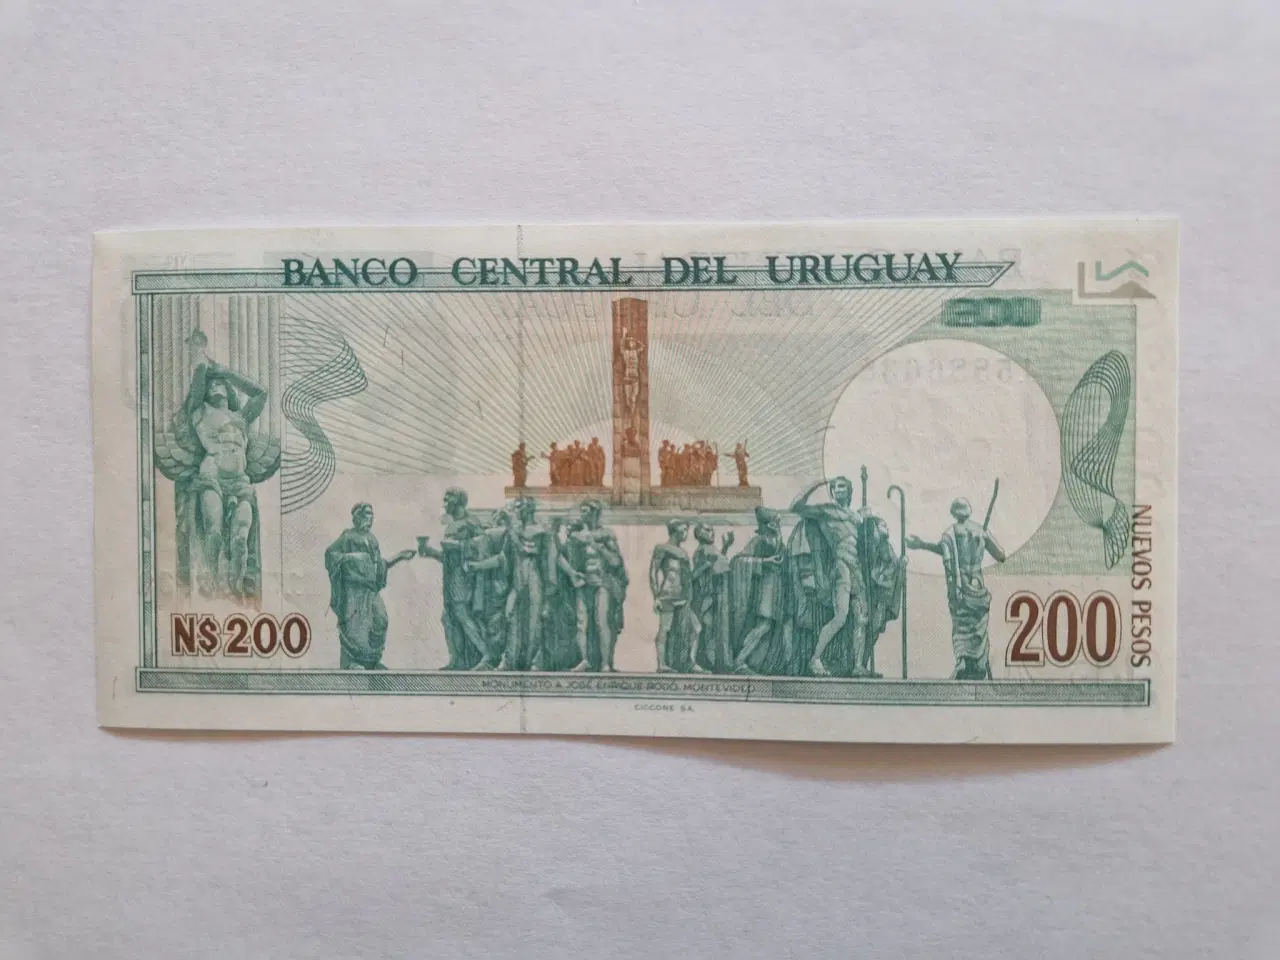 BANCO CENTRAL DEL URUGUAY
NUEVOS PESOS
N$200
200
MONUMENTO A JOSÉ ENRIQUE RODÓ, MONTEVIDEO
CICCONE S.A.